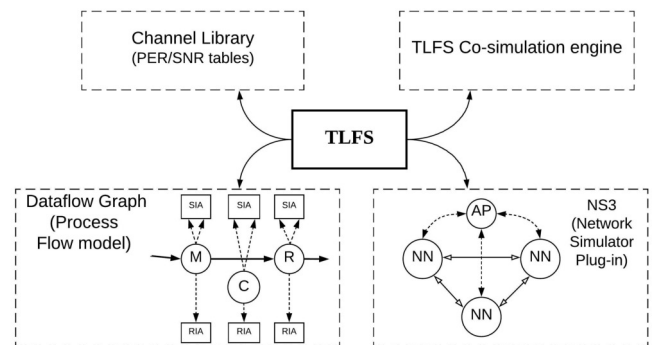 Channel Library
(PER/SNR tables)
TLFS Co-simulation engine
TLFS
Dataflow Graph
(Process
Flow model)
SIA
SIA
SIA
M
R
C
RIA
RIA
RIA
AP
NS3
(Network
Simulator
Plug-in)
NN
NN
NN